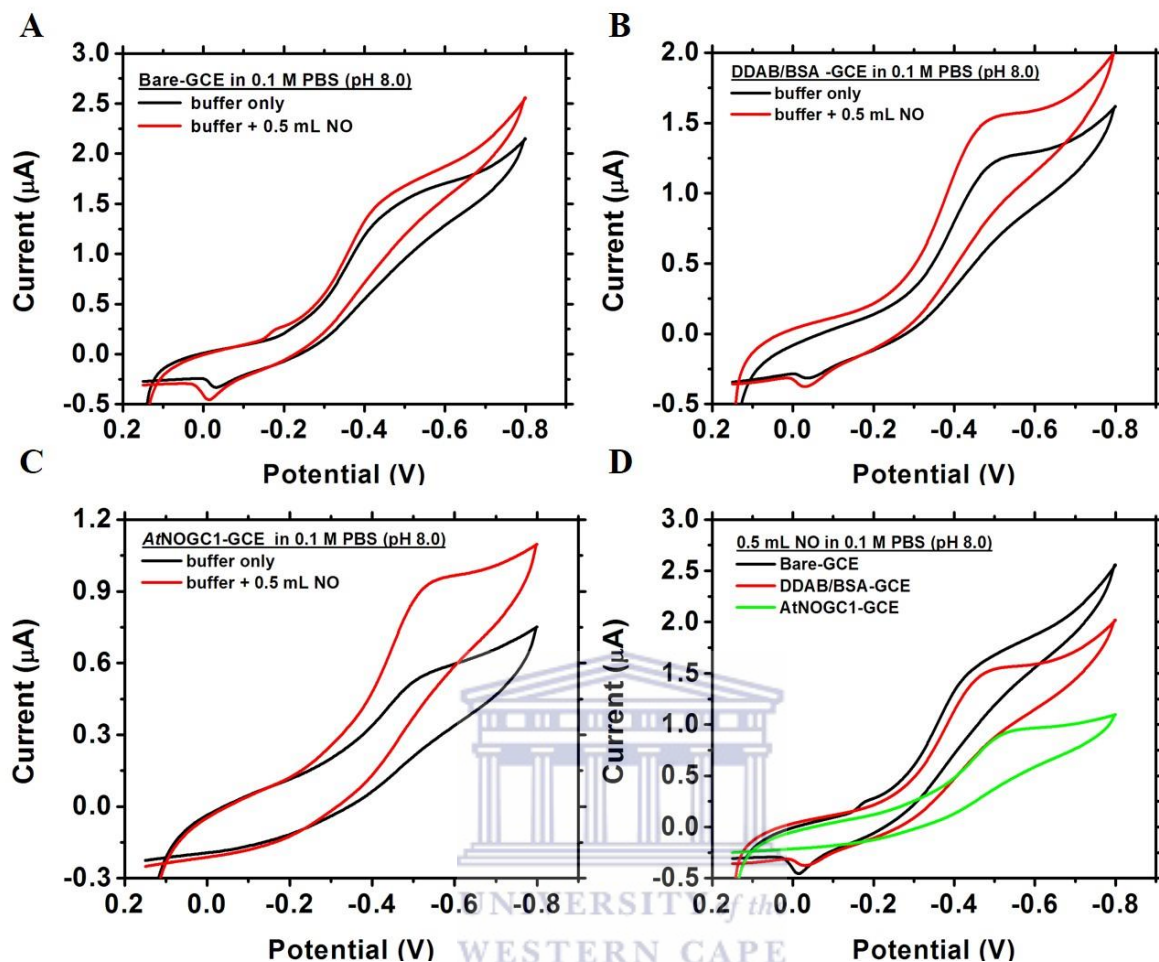 A
3.0
2.5
2.0
1.5
1.0
0.5
0.0
-0.5
Current (µA)
Bare-GCE in 0.1 M PBS (pH 8.0)
buffer only
buffer + 0.5 mL NO
0.2 0.0 -0.2 -0.4 -0.6 -0.8
Potential (V)
B
2.0
1.5
1.0
0.5
0.0
-0.5
Current (µA)
DDAB/BSA -GCE in 0.1 M PBS (pH 8.0)
buffer only
buffer + 0.5 mL NO
0.2 0.0 -0.2 -0.4 -0.6 -0.8
Potential (V)
C
1.2
0.9
0.6
0.3
0.0
-0.3
Current (µA)
AtNOGC1-GCE in 0.1 M PBS (pH 8.0)
buffer only
buffer + 0.5 mL NO
0.2 0.0 -0.2 -0.4 -0.6 -0.8
Potential (V)
D
3.0
2.5
2.0
1.5
1.0
0.5
0.0
-0.5
Current (µA)
0.5 mL NO in 0.1 M PBS (pH 8.0)
Bare-GCE
DDAB/BSA-GCE
AtNOGC1-GCE
0.2 0.0 -0.2 -0.4 -0.6 -0.8
Potential (V)
UNIVERSITY of the
WESTERN CAPE